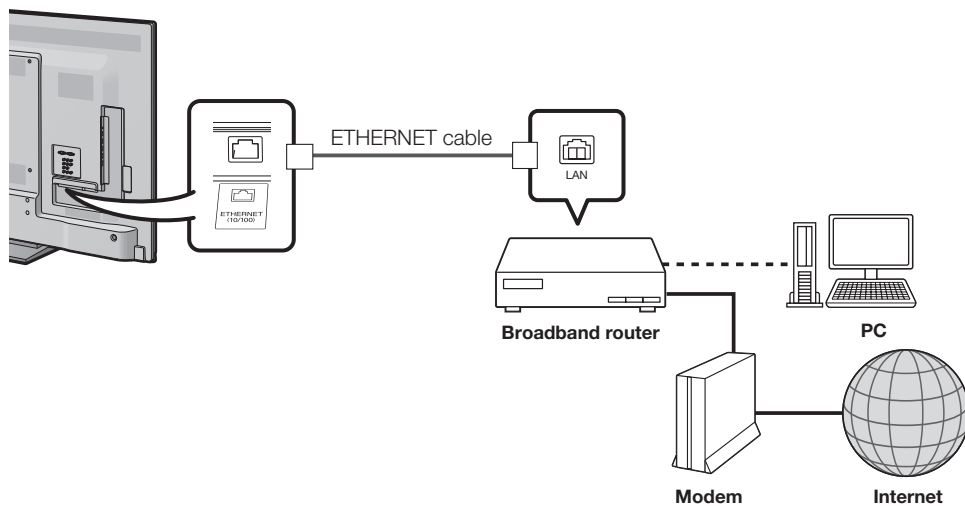 ETHERNET cable
ETHERNET
(10/100)
LAN
Broadband router
PC
Modem
Internet